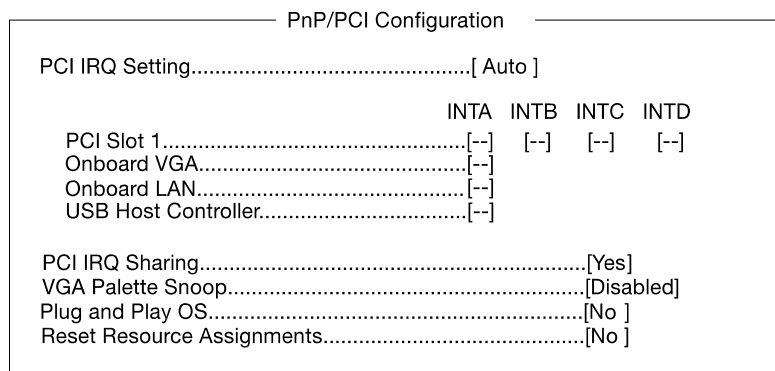 PnP/PCI Configuration
PCI IRQ Setting...............................................[ Auto ]
INTA INTB INTC INTD
PCI Slot 1...................................................[--] [--] [--] [--]
Onboard VGA.............................................[--]
Onboard LAN............................................. [--]
USB Host Controller...................................[--]
PCI IRQ Sharing.................................................................[Yes]
VGA Palette Snoop............................................................[Disabled]
Plug and Play OS...............................................................[No ]
Reset Resource Assignments............................................[No ]